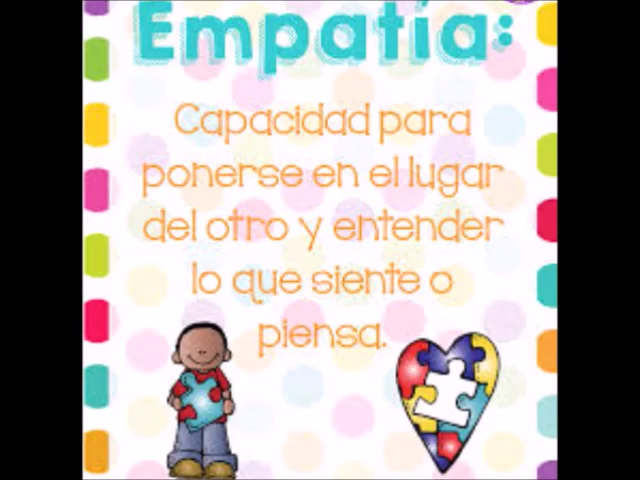 Empatía:
Capacidad para
ponerse en el lugar
del otro y entender
lo que siente o
piensa.